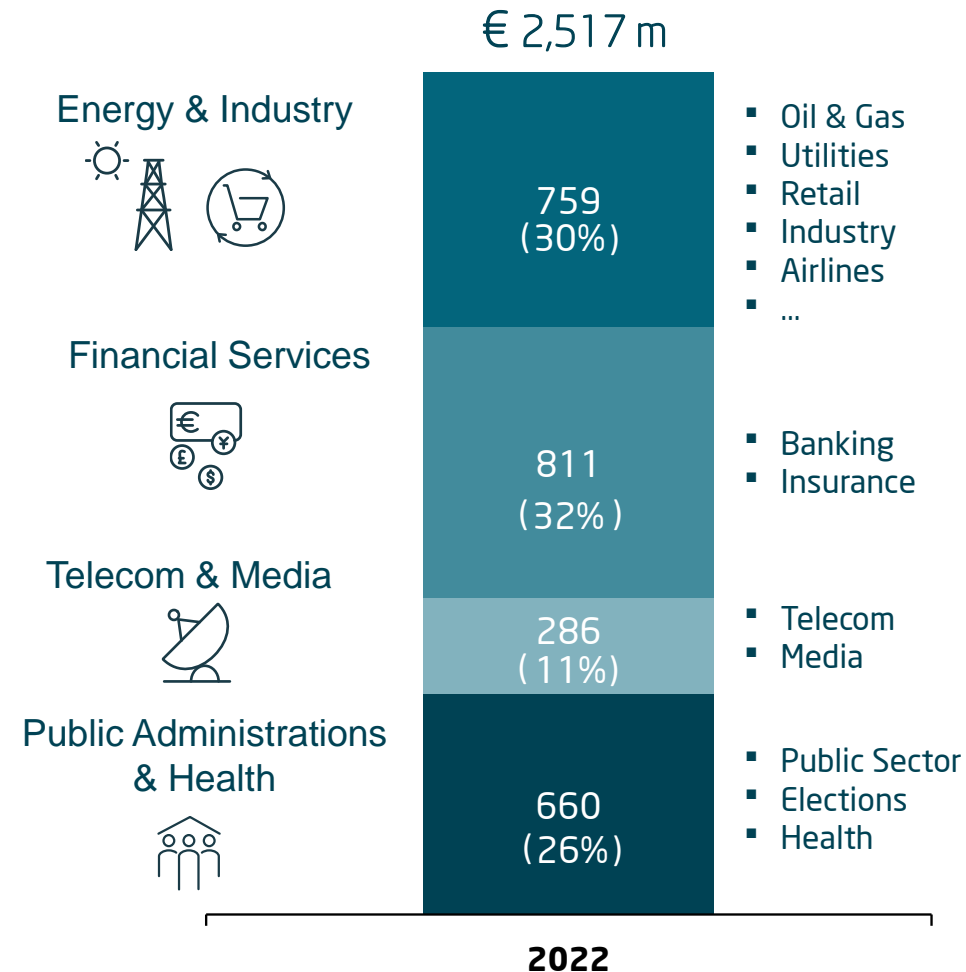 € 2,517 m
Energy & Industry
759
(30%)
▪ Oil & Gas
▪ Utilities
▪ Retail
▪ Industry
▪ Airlines
▪ ...
Financial Services
€
¥
£
$
811
(32%)
▪ Banking
▪ Insurance
Telecom & Media
286
(11%)
▪ Telecom
▪ Media
Public Administrations
& Health
660
(26%)
▪ Public Sector
▪ Elections
▪ Health
2022